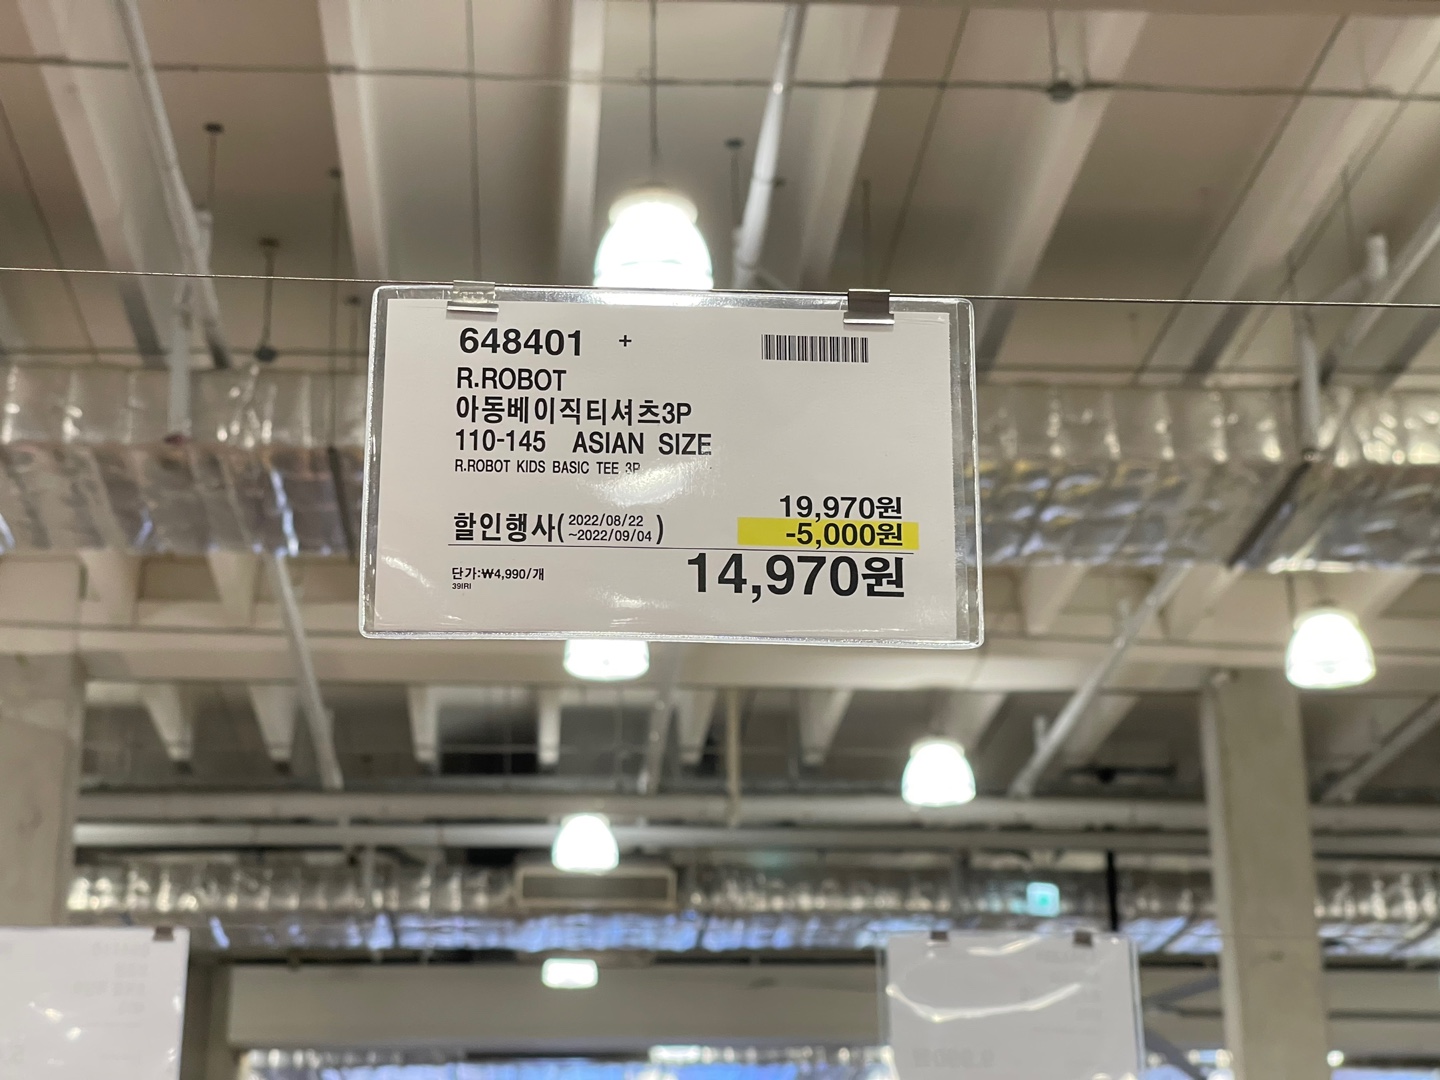 648401 +
R.ROBOT
아동베이직티셔츠3P
110-145 ASIAN SIZE
R.ROBOT KIDS BASIC TEE 3P
19,970원
할인행사( 2022/08/22
~2022/09/04 )
-5,000원
14,970원
단가:₩4,990/개
39IRI